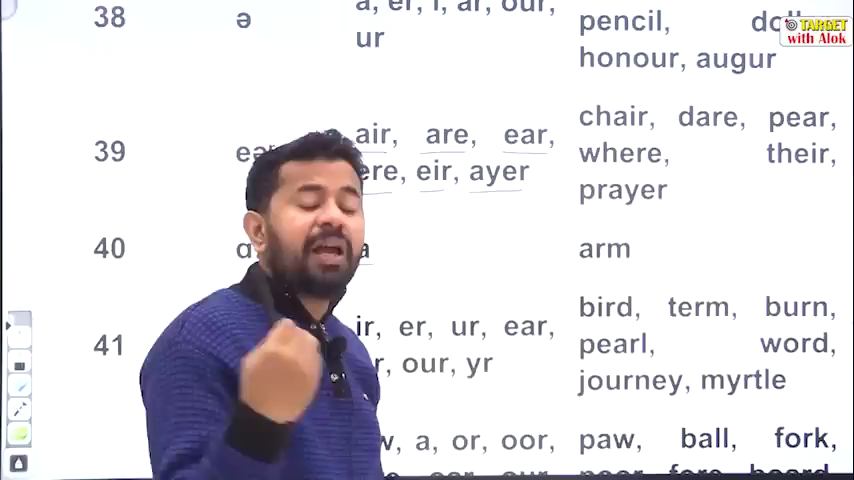 38 ə a, er, i, ar, our, pencil,
ur honour, augur
TARGET
with Alok
air, are, ear, chair, dare, pear,
39 where, their,
ere, eir, ayer prayer
40 a arm
bird, term, burn,
ir, er, ur, ear,
41 pearl, word,
our, yr
journey, myrtle
a, or, oor, paw, ball, fork,